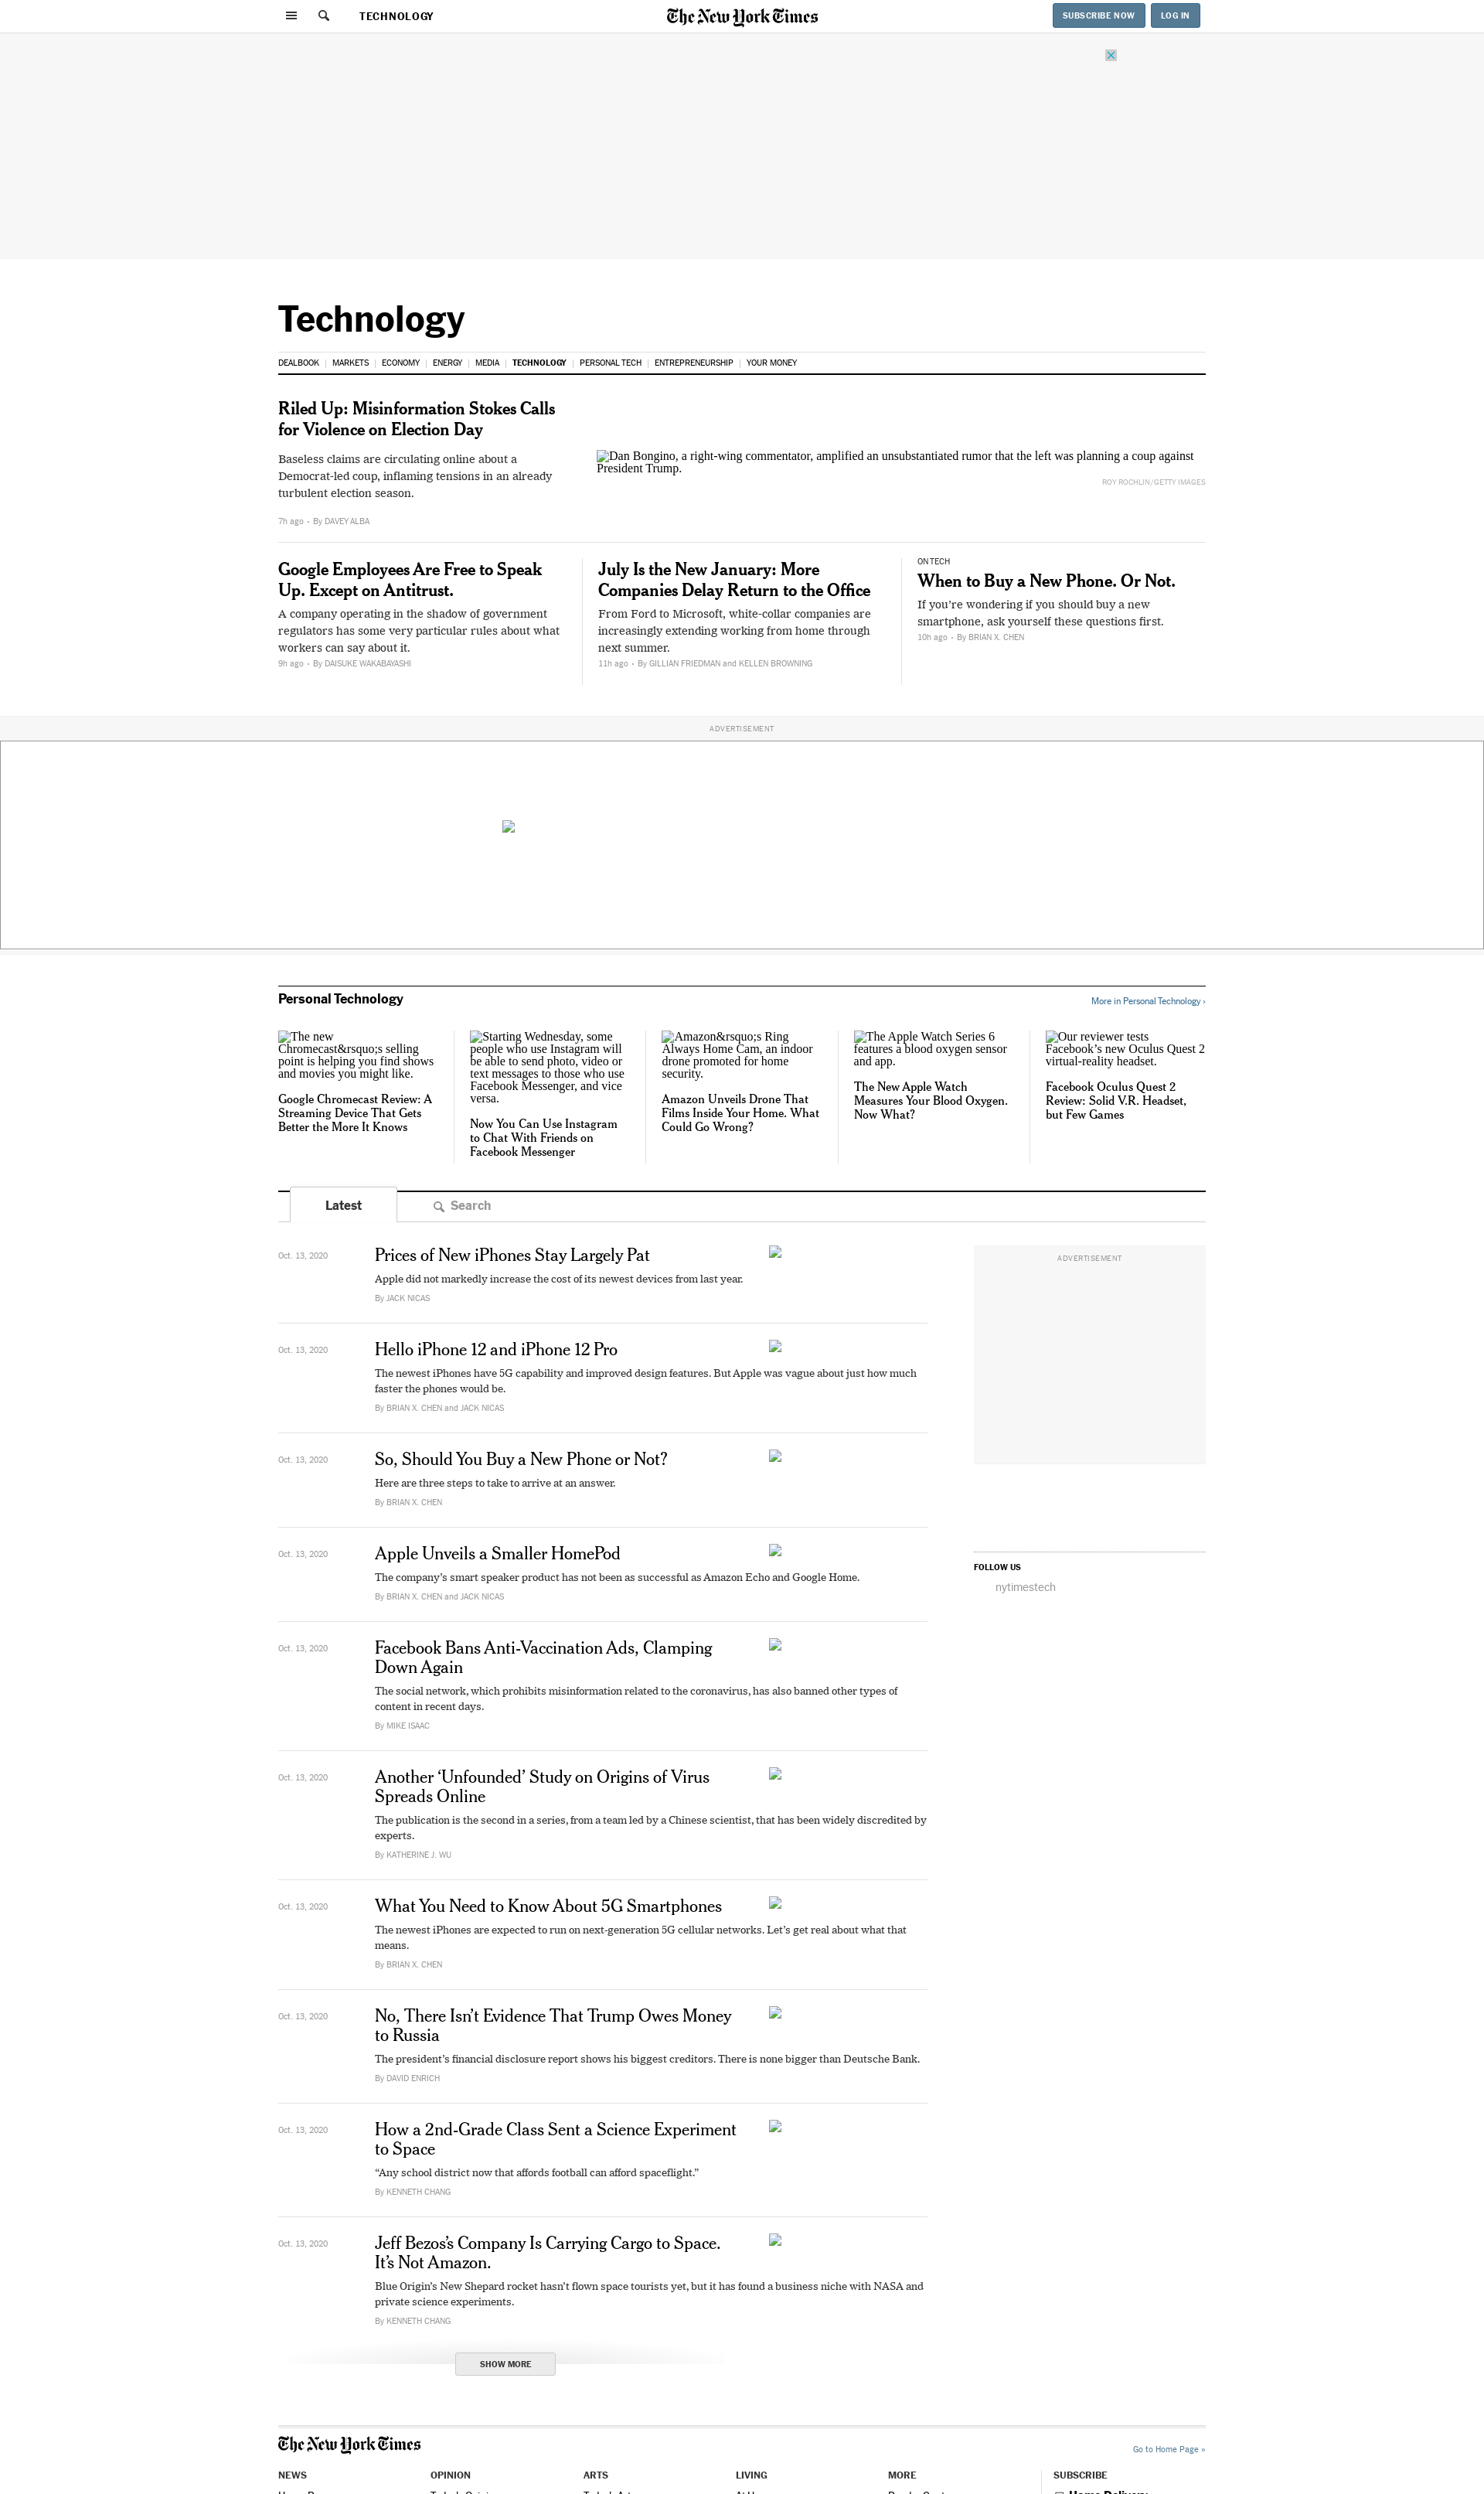 TECHNOLOGY
The New York Times
SUBSCRIBE NOW
LOG IN
Technology
DEALBOOK | MARKETS | ECONOMY | ENERGY | MEDIA | TECHNOLOGY | PERSONAL TECH | ENTREPRENEURSHIP | YOUR MONEY
Riled Up: Misinformation Stokes Calls
for Violence on Election Day
Baseless claims are circulating online about a
Democrat-led coup, inflaming tensions in an already
turbulent election season.
7h ago • By DAVEY ALBA
Dan Bongino, a right-wing commentator, amplified an unsubstantiated rumor that the left was planning a coup against
President Trump.
ROY ROCHLIN/GETTY IMAGES
Google Employees Are Free to Speak
Up. Except on Antitrust.
A company operating in the shadow of government
regulators has some very particular rules about what
workers can say about it.
9h ago • By DAISUKE WAKABAYASHI
July Is the New January: More
Companies Delay Return to the Office
From Ford to Microsoft, white-collar companies are
increasingly extending working from home through
next summer.
11h ago • By GILLIAN FRIEDMAN and KELLEN BROWNING
ON TECH
When to Buy a New Phone. Or Not.
If you’re wondering if you should buy a new
smartphone, ask yourself these questions first.
10h ago • By BRIAN X. CHEN
ADVERTISEMENT
Personal Technology
More in Personal Technology ›
The new
Chromecast&rsquo;s selling
point is helping you find shows
and movies you might like.
Google Chromecast Review: A
Streaming Device That Gets
Better the More It Knows
Starting Wednesday, some
people who use Instagram will
be able to send photo, video or
text messages to those who use
Facebook Messenger, and vice
versa.
Now You Can Use Instagram
to Chat With Friends on
Facebook Messenger
Amazon&rsquo;s Ring
Always Home Cam, an indoor
drone promoted for home
security.
Amazon Unveils Drone That
Films Inside Your Home. What
Could Go Wrong?
The Apple Watch Series 6
features a blood oxygen sensor
and app.
The New Apple Watch
Measures Your Blood Oxygen.
Now What?
Our reviewer tests
Facebook’s new Oculus Quest 2
virtual-reality headset.
Facebook Oculus Quest 2
Review: Solid V.R. Headset,
but Few Games
Latest
Search
Oct. 13, 2020
Prices of New iPhones Stay Largely Pat
Apple did not markedly increase the cost of its newest devices from last year.
By JACK NICAS
Oct. 13, 2020
Hello iPhone 12 and iPhone 12 Pro
The newest iPhones have 5G capability and improved design features. But Apple was vague about just how much
faster the phones would be.
By BRIAN X. CHEN and JACK NICAS
Oct. 13, 2020
So, Should You Buy a New Phone or Not?
Here are three steps to take to arrive at an answer.
By BRIAN X. CHEN
Oct. 13, 2020
Apple Unveils a Smaller HomePod
The company’s smart speaker product has not been as successful as Amazon Echo and Google Home.
By BRIAN X. CHEN and JACK NICAS
Oct. 13, 2020
Facebook Bans Anti-Vaccination Ads, Clamping
Down Again
The social network, which prohibits misinformation related to the coronavirus, has also banned other types of
content in recent days.
By MIKE ISAAC
Oct. 13, 2020
Another ‘Unfounded’ Study on Origins of Virus
Spreads Online
The publication is the second in a series, from a team led by a Chinese scientist, that has been widely discredited by
experts.
By KATHERINE J. WU
Oct. 13, 2020
What You Need to Know About 5G Smartphones
The newest iPhones are expected to run on next-generation 5G cellular networks. Let’s get real about what that
means.
By BRIAN X. CHEN
Oct. 13, 2020
No, There Isn’t Evidence That Trump Owes Money
to Russia
The president’s financial disclosure report shows his biggest creditors. There is none bigger than Deutsche Bank.
By DAVID ENRICH
Oct. 13, 2020
How a 2nd-Grade Class Sent a Science Experiment
to Space
“Any school district now that affords football can afford spaceflight.”
By KENNETH CHANG
Oct. 13, 2020
Jeff Bezos’s Company Is Carrying Cargo to Space.
It’s Not Amazon.
Blue Origin’s New Shepard rocket hasn’t flown space tourists yet, but it has found a business niche with NASA and
private science experiments.
By KENNETH CHANG
SHOW MORE
ADVERTISEMENT
FOLLOW US
nytimestech
The New York Times
Go to Home Page »
NEWS
OPINION
ARTS
LIVING
MORE
SUBSCRIBE